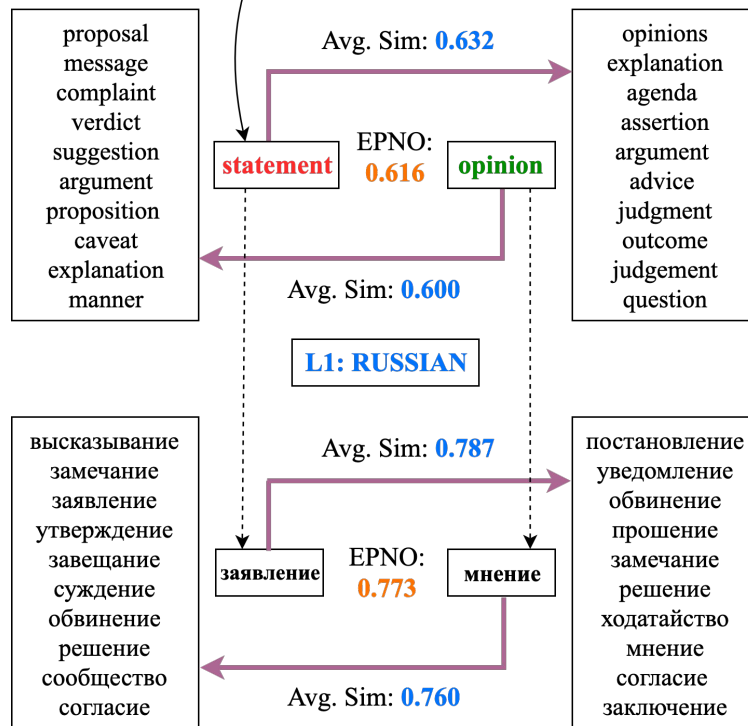 proposal
message
complaint
verdict
suggestion
argument
proposition
caveat
explanation
manner
Avg. Sim: 0.632
statement
EPNO:
0.616
opinion
Avg. Sim: 0.600
opinions
explanation
agenda
assertion
argument
advice
judgment
outcome
judgement
question
L1: RUSSIAN
высказывание
замечание
заявление
утверждение
завещание
суждение
обвинение
решение
сообщество
согласие
Avg. Sim: 0.787
заявление
EPNO:
0.773
мнение
Avg. Sim: 0.760
постановление
уведомление
обвинение
прошение
замечание
решение
ходатайство
мнение
согласие
заключение